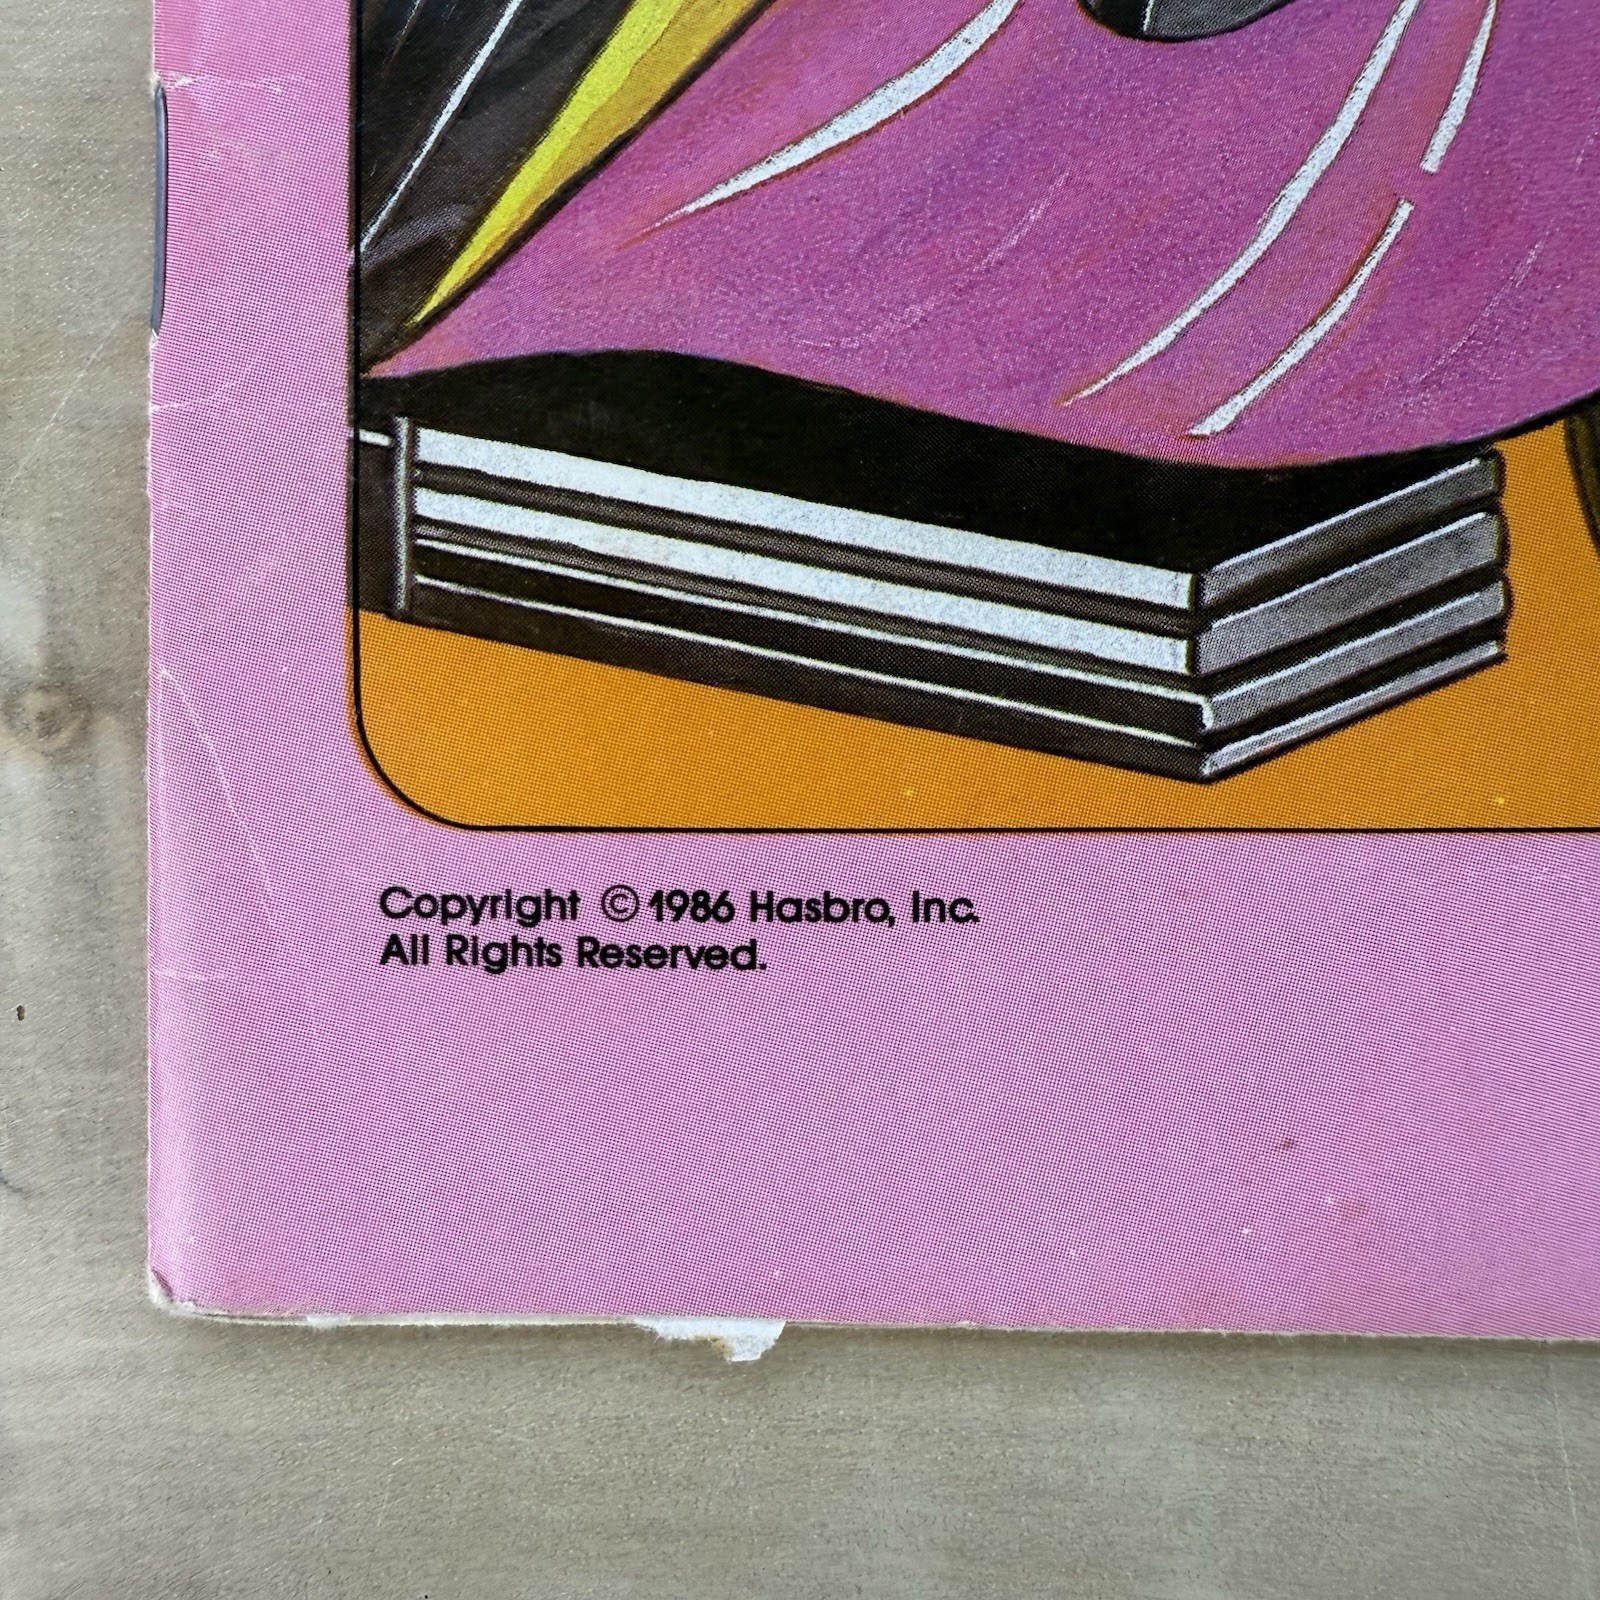 Copyright © 1986 Hasbro, Inc.
All Rights Reserved.